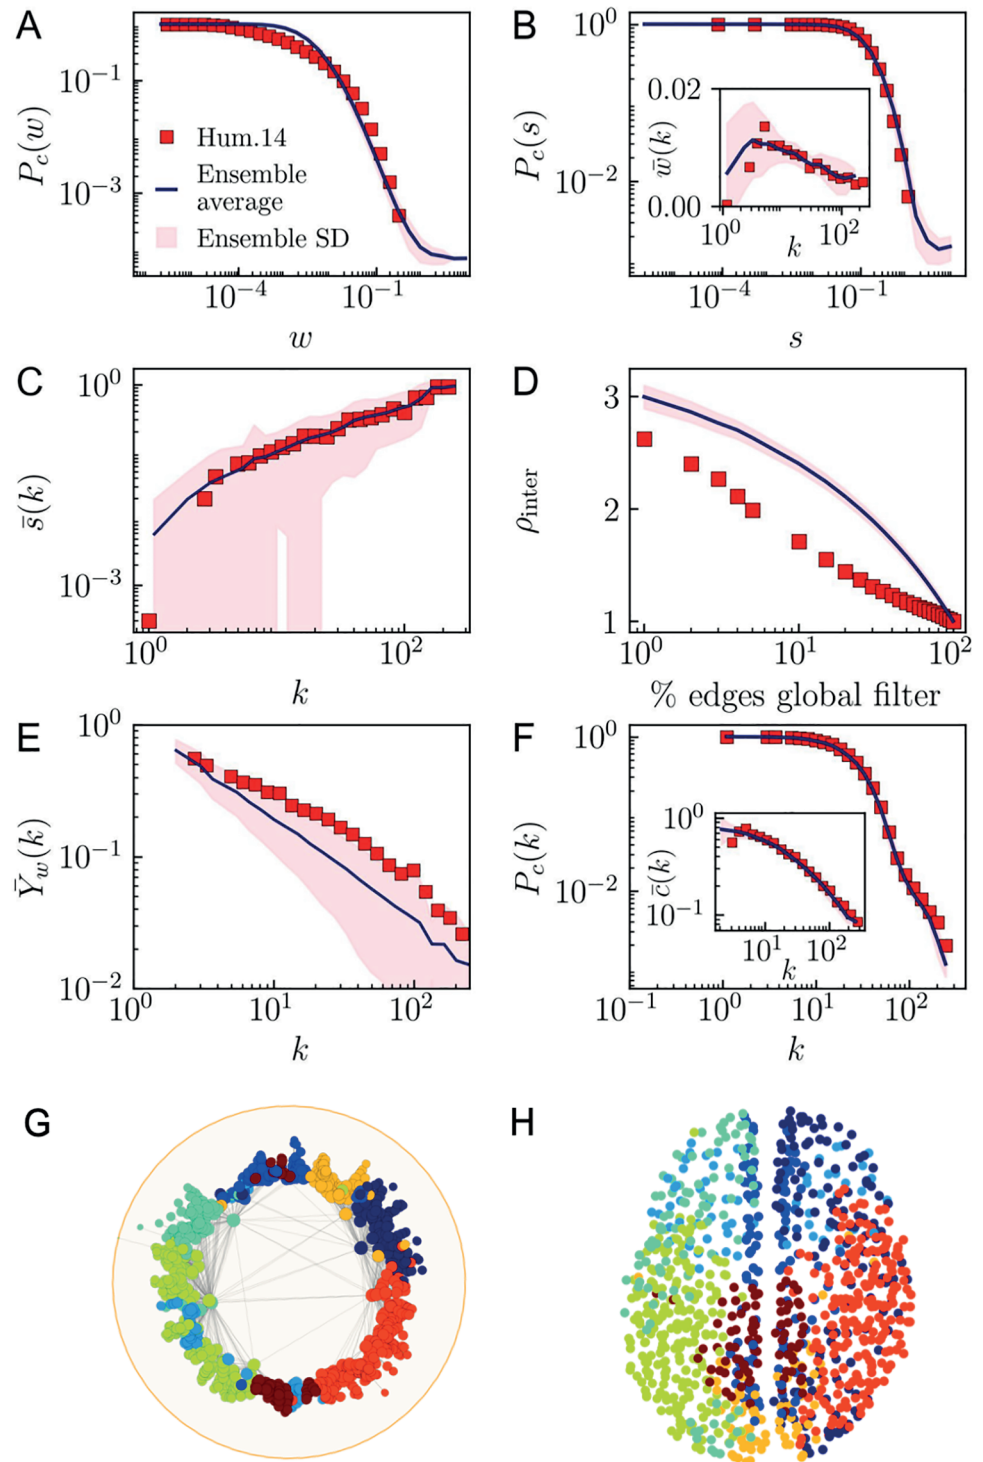 A
P_c(w)
10^{-1}
10^{-3}
Hum.14
Ensemble
average
Ensemble SD
10^{-4}
10^{-1}
w
B
P_c(s)
10^0
10^{-2}
w̄(k)
0.02
0.00
10^0
10^2
k
10^{-4}
10^{-1}
s
C
s̄(k)
10^0
10^{-3}
10^0
10^2
k
D
ρ_inter
3
2
1
10^0
10^1
10^2
% edges global filter
E
Ȳ_w(k)
10^0
10^{-1}
10^{-2}
10^0
10^1
10^2
k
F
P_c(k)
10^0
10^{-2}
c̄(k)
10^0
10^{-1}
10^1
10^2
k
10^{-1}
10^0
10^1
10^2
k
G
H